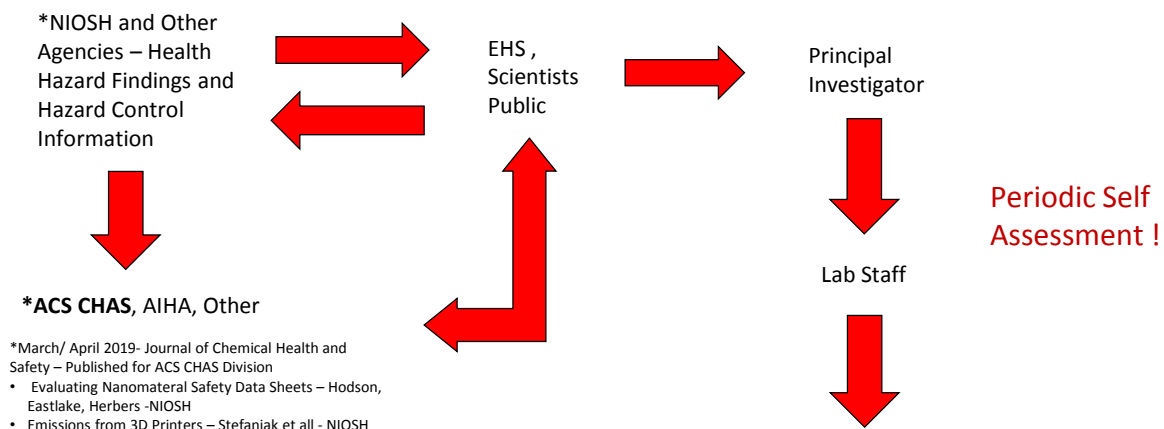 *NIOSH and Other
Agencies – Health
Hazard Findings and
Hazard Control
Information
EHS ,
Scientists
Public
Principal
Investigator
Periodic Self
Assessment !
Lab Staff
*ACS CHAS, AIHA, Other
*March/ April 2019- Journal of Chemical Health and
Safety – Published for ACS CHAS Division
• Evaluating Nanomateral Safety Data Sheets – Hodson,
Eastlake, Herbers -NIOSH
• Emissions from 3D Printers – Stefaniak et all - NIOSH